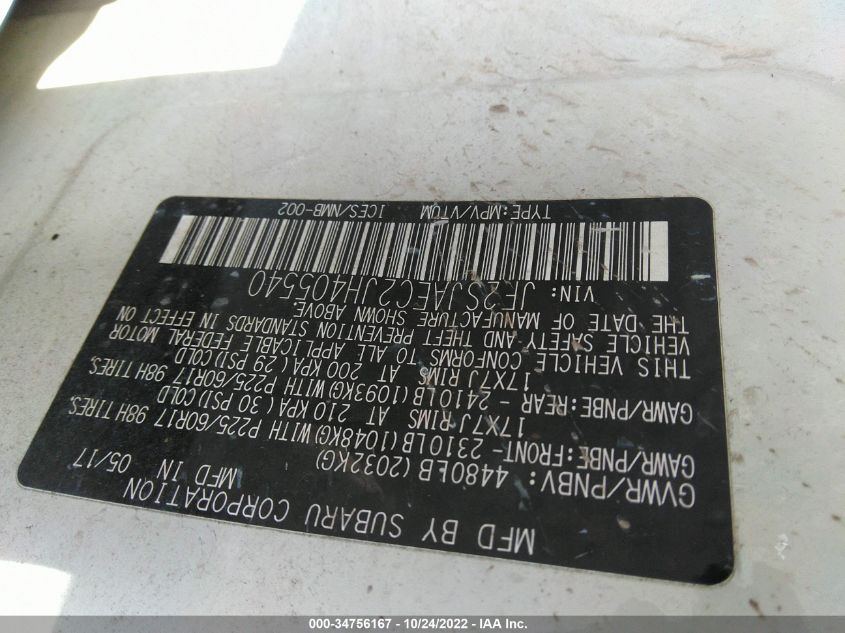 MFD BY SUBARU CORPORATION
MFD IN 05/17
GVWR/PNBV: 4480LB (2032KG)
GAWR/PNBE:FRONT- 2310LB(1048KG)WITH P225/60R17 98H TIRES,
17X7J RIMS AT 210 KPA( 30 PSI)COLD
GAWR/PNBE:REAR - 2410LB(1093KG)WITH P225/60R17 98H TIRES,
17X7J RIMS AT 200 KPA( 29 PSI)COLD
THIS VEHICLE CONFORMS TO ALL APPLICABLE FEDERAL MOTOR
VEHICLE SAFETY AND THEFT PREVENTION STANDARDS IN EFFECT ON
THE DATE OF MANUFACTURE SHOWN ABOVE.
VIN: JF2SJAEC2JH405540
TYPE:MPV/VTUM ICES/NMB-002
000-34756167 - 10/24/2022 - IAA Inc.